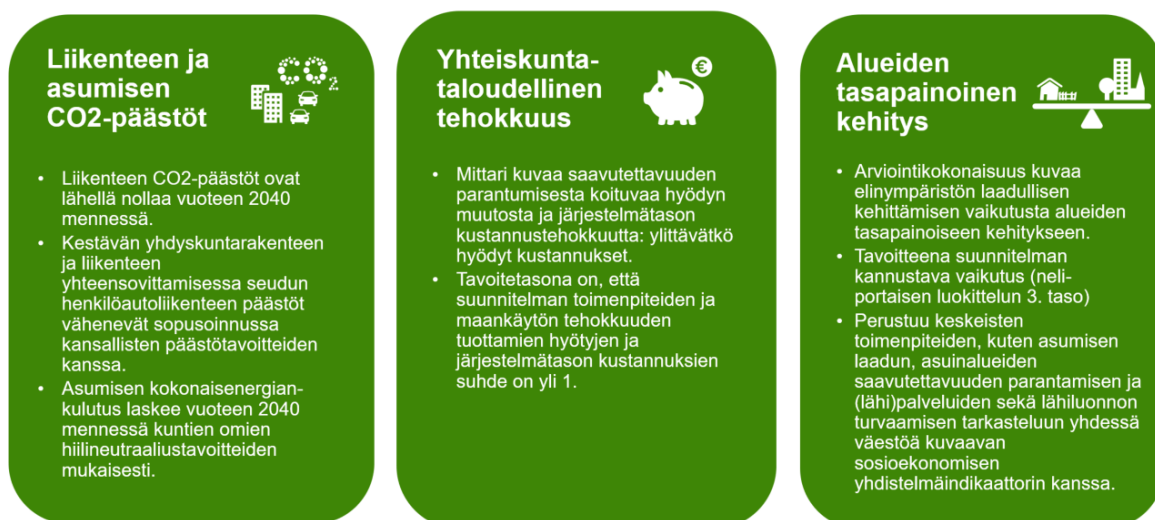 Liikenteen ja
asumisen
CO2-päästöt
CO2
• Liikenteen CO2-päästöt ovat
lähellä nollaa vuoteen 2040
mennessä.
• Kestävän yhdyskuntarakenteen
ja liikenteen
yhteensovittamisessa seudun
henkilöautoliikenteen päästöt
vähenevät sopusoinnussa
kansallisten päästötavoitteiden
kanssa.
• Asumisen kokonaisenergian-
kulutus laskee vuoteen 2040
mennessä kuntien omien
hiilineutraaliustavoitteiden
mukaisesti.
Yhteiskunta-
taloudellinen
tehokkuus
€
• Mittari kuvaa saavutettavuuden
parantumisesta koituvaa hyödyn
muutosta ja järjestelmätason
kustannustehokkuutta: ylittävätkö
hyödyt kustannukset.
• Tavoitetasona on, että
suunnitelman toimenpiteiden ja
maankäytön tehokkuuden
tuottamien hyötyjen ja
järjestelmätason kustannuksien
suhde on yli 1.
Alueiden
tasapainoinen
kehitys
• Arviointikokonaisuus kuvaa
elinympäristön laadullisen
kehittämisen vaikutusta alueiden
tasapainoiseen kehitykseen.
• Tavoitteena suunnitelman
kannustava vaikutus (neli-
portaisen luokittelun 3. taso)
• Perustuu keskeisten
toimenpiteiden, kuten asumisen
laadun, asuinalueiden
saavutettavuuden parantamisen ja
(lähi)palveluiden sekä lähiluonnon
turvaamisen tarkasteluun yhdessä
väestöä kuvaavan
sosioekonomisen
yhdistelmäindikaattorin kanssa.